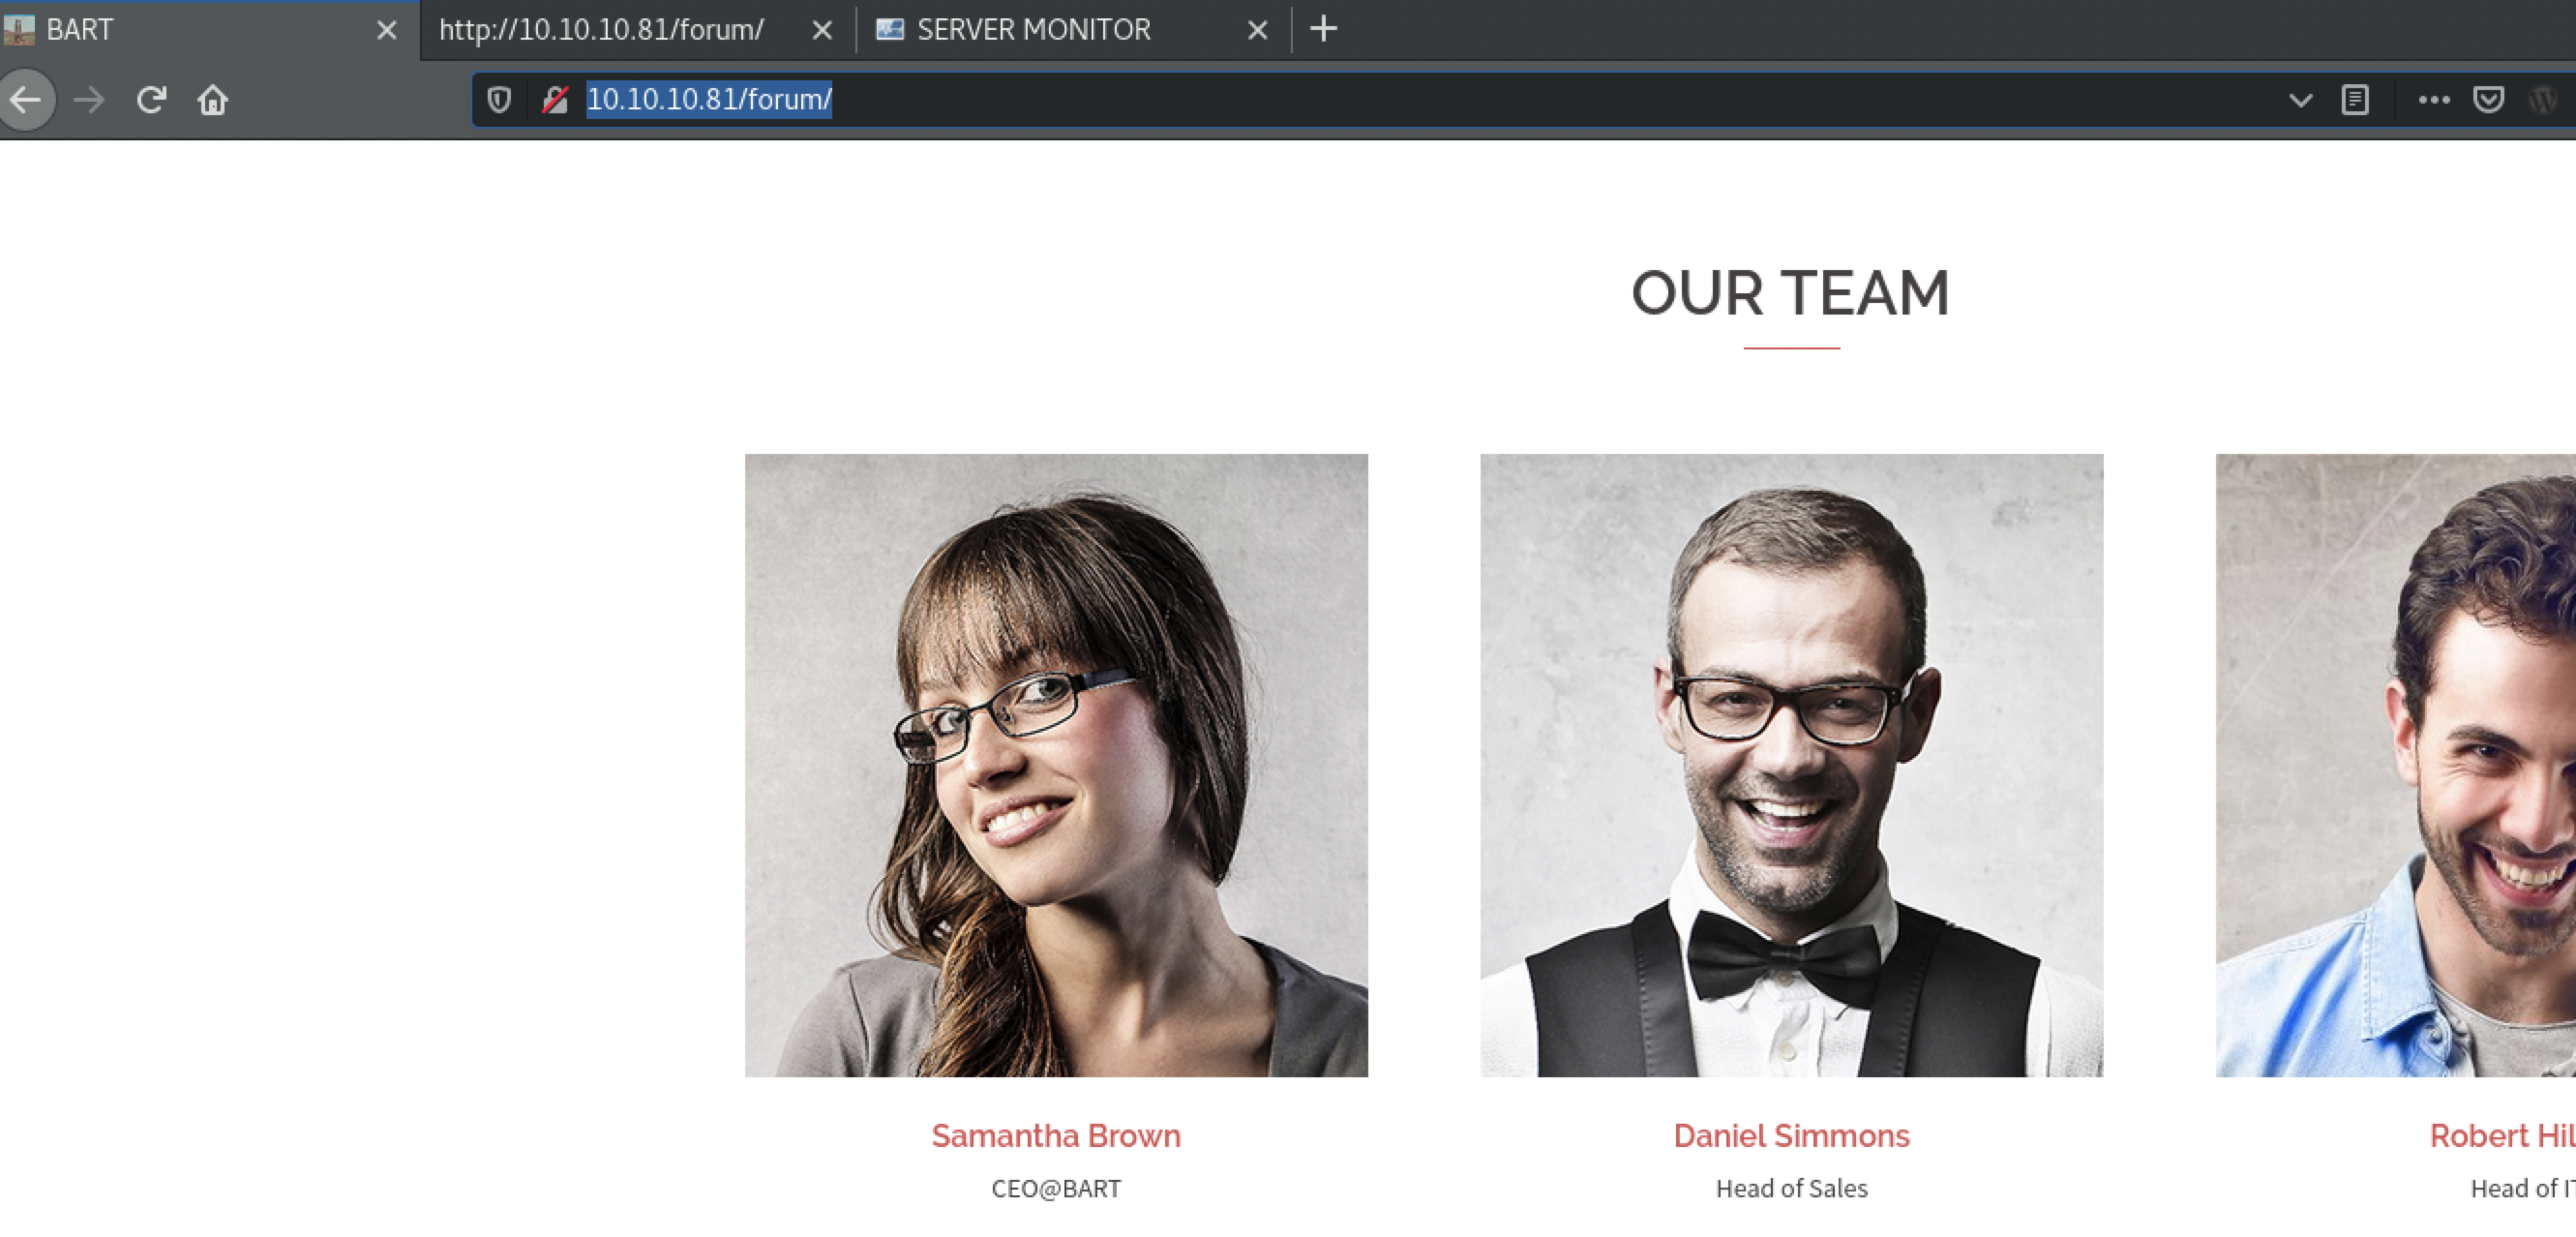 BART
http://10.10.10.81/forum/
SERVER MONITOR
10.10.10.81/forum/
OUR TEAM
Samantha Brown
Daniel Simmons
Robert Hil
CEO@BART
Head of Sales
Head of IT